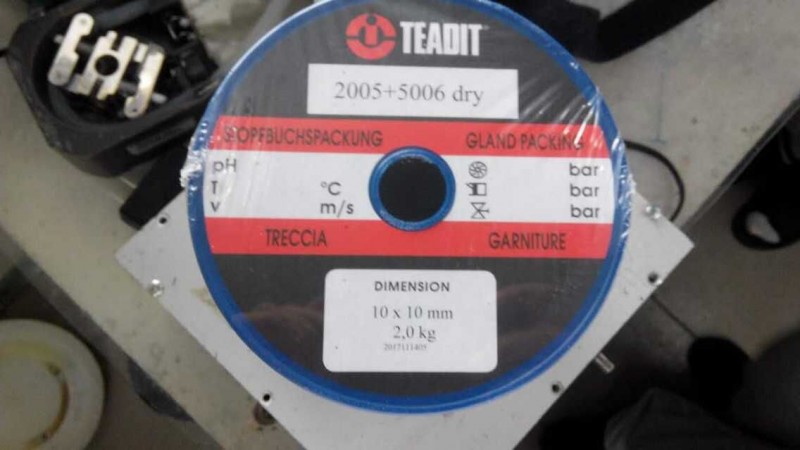 TEADIT
2005+5006 dry
STOPFBUCHSPACKUNG GLAND PACKING
pH bar
T °C bar
v m/s bar
TRECCIA GARNITURE
DIMENSION
10 x 10 mm
2,0 kg
2017111405